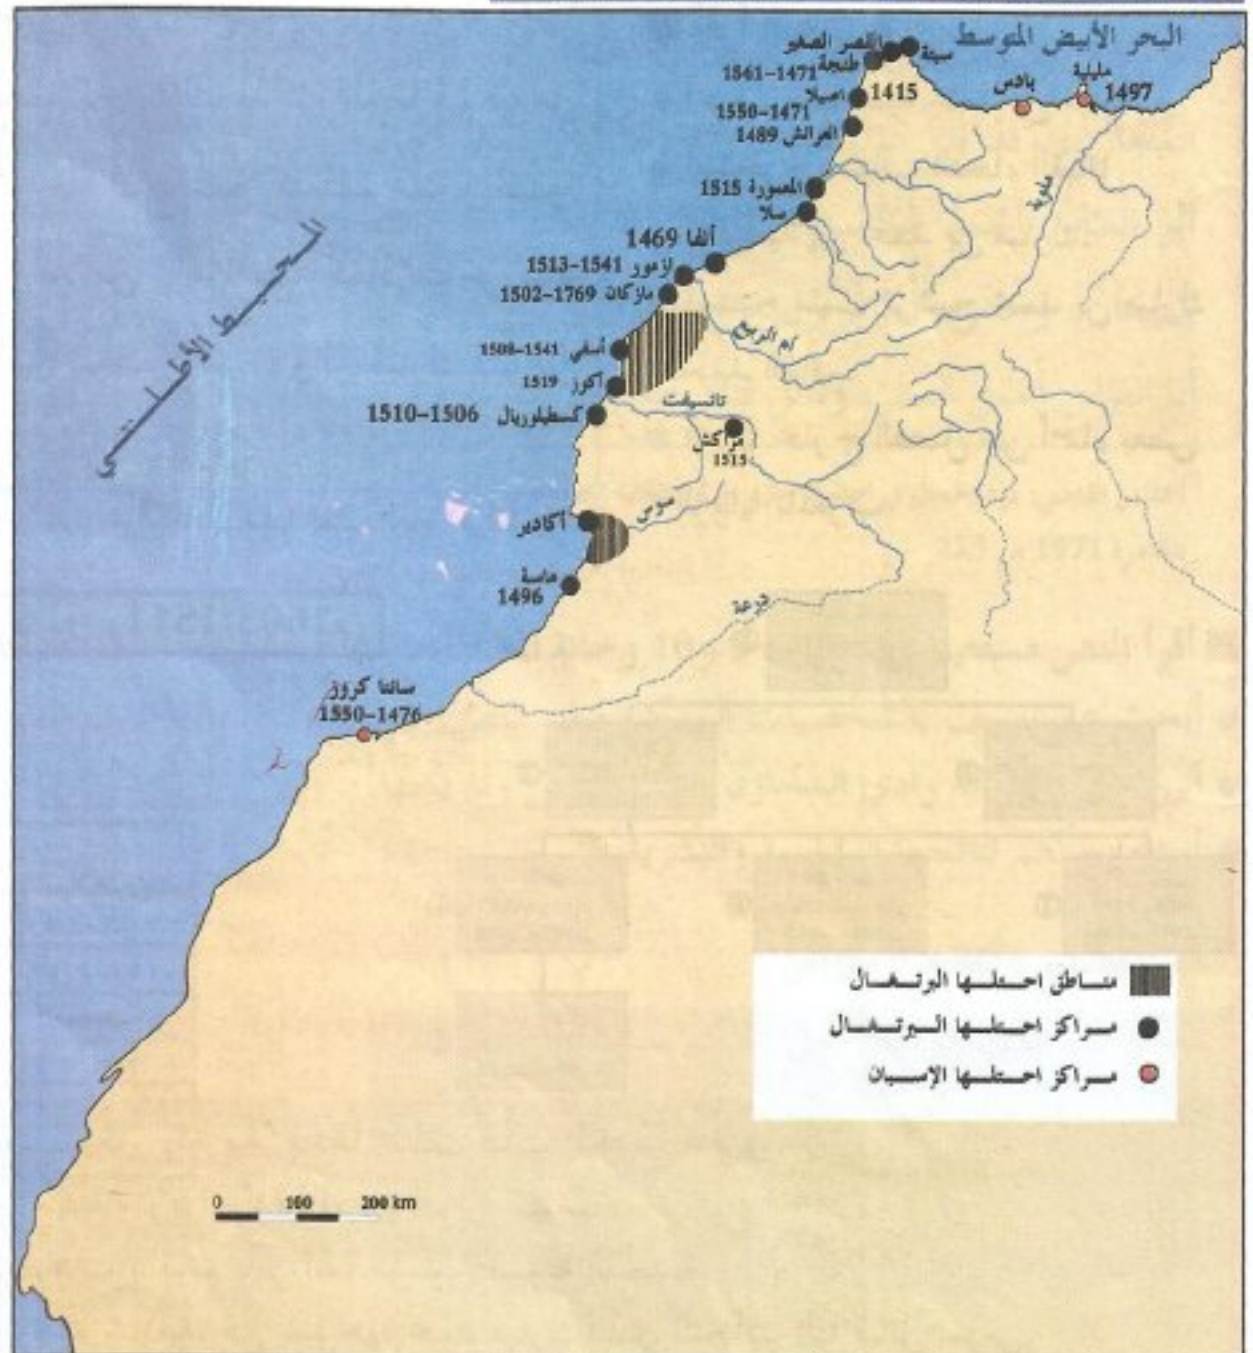 البحر الأبيض المتوسط
القصر الصغير
سبتة
طنجة
1561-1471
مليلية
1497
بادس
اصيلا
1415
1550-1471
العرائش 1489
المعمورة 1515
سلا
ملوية
أنفا 1469
ازمور 1513-1541
مازكان 1502-1769
أم الربيع
أسفي 1508-1541
أكوز 1519
كسطيلوريال 1506-1510
تانسيفت
مراكش
1515
المحيط الأطلنتي
أكادير
سوس
ماسة
1496
درعة
سانتا كروز
1550-1476
مناطق احتلها البرتغال
مراكز احتلها البرتغال
مراكز احتلها الإسبان
0 100 200 km